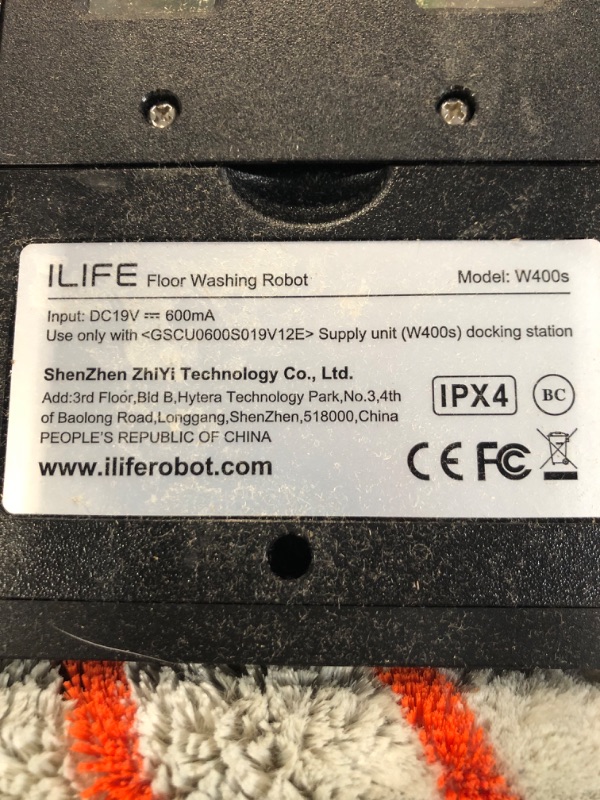 ILIFE Floor Washing Robot Model: W400s
Input: DC19V ⎓ 600mA
Use only with <GSCU0600S019V12E> Supply unit (W400s) docking station
ShenZhen ZhiYi Technology Co., Ltd.
Add:3rd Floor,Bld B,Hytera Technology Park,No.3,4th
of Baolong Road,Longgang,ShenZhen,518000,China
PEOPLE'S REPUBLIC OF CHINA
www.iliferobot.com
IPX4 BC
CE FC